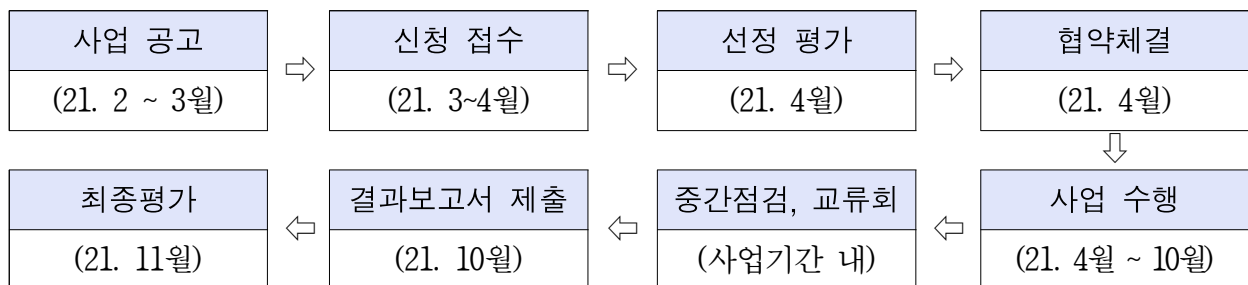 사업 공고
(21. 2 ~ 3월)
신청 접수
(21. 3~4월)
선정 평가
(21. 4월)
협약체결
(21. 4월)
사업 수행
(21. 4월 ~ 10월)
중간점검, 교류회
(사업기간 내)
결과보고서 제출
(21. 10월)
최종평가
(21. 11월)